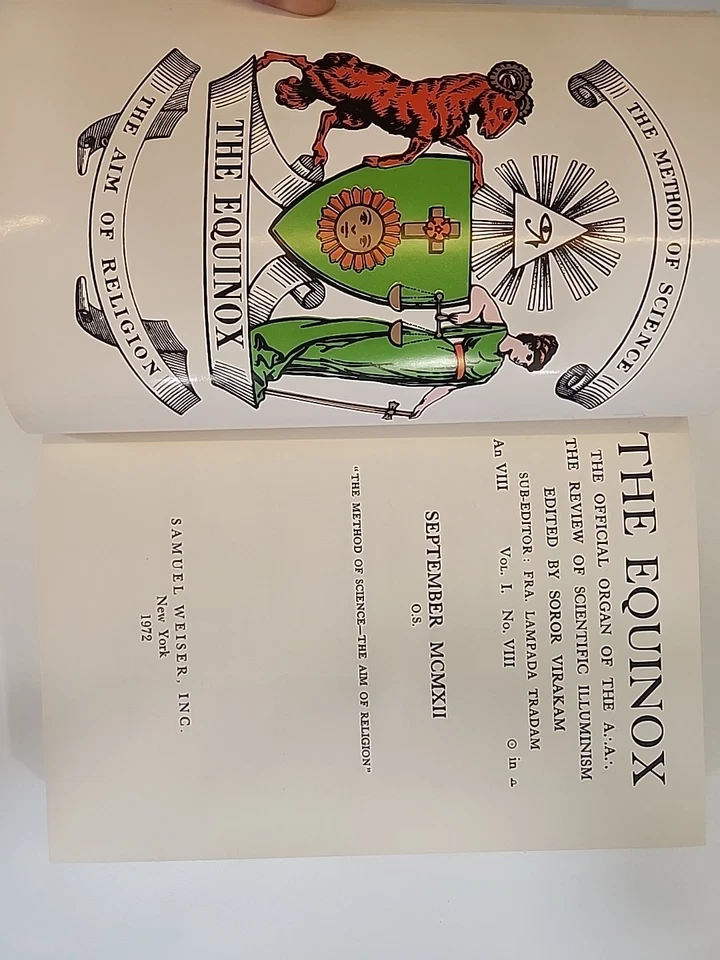 THE METHOD OF SCIENCE
THE EQUINOX
THE AIM OF RELIGION
THE EQUINOX
THE OFFICIAL ORGAN OF THE A∴A∴
THE REVIEW OF SCIENTIFIC ILLUMINISM
EDITED BY SOROR VIRAKAM
SUB-EDITOR: FRA. LAMPADA TRADAM
An VIII Vol. I. No. VIII ☉ in ♎
SEPTEMBER MCMXII
O.S.
"THE METHOD OF SCIENCE—THE AIM OF RELIGION"
SAMUEL WEISER, INC.
New York
1972